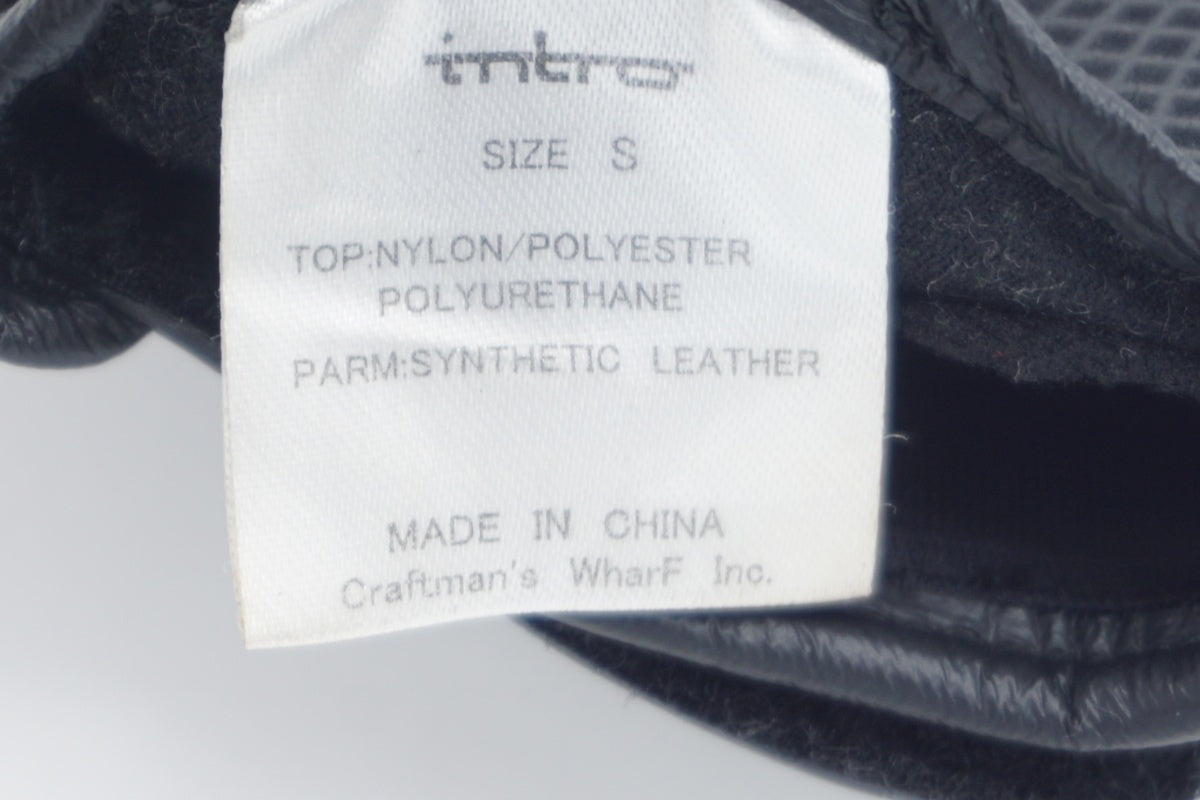 intro
SIZE S
TOP:NYLON/POLYESTER
POLYURETHANE
PARM:SYNTHETIC LEATHER
MADE IN CHINA
Craftman's WharF Inc.